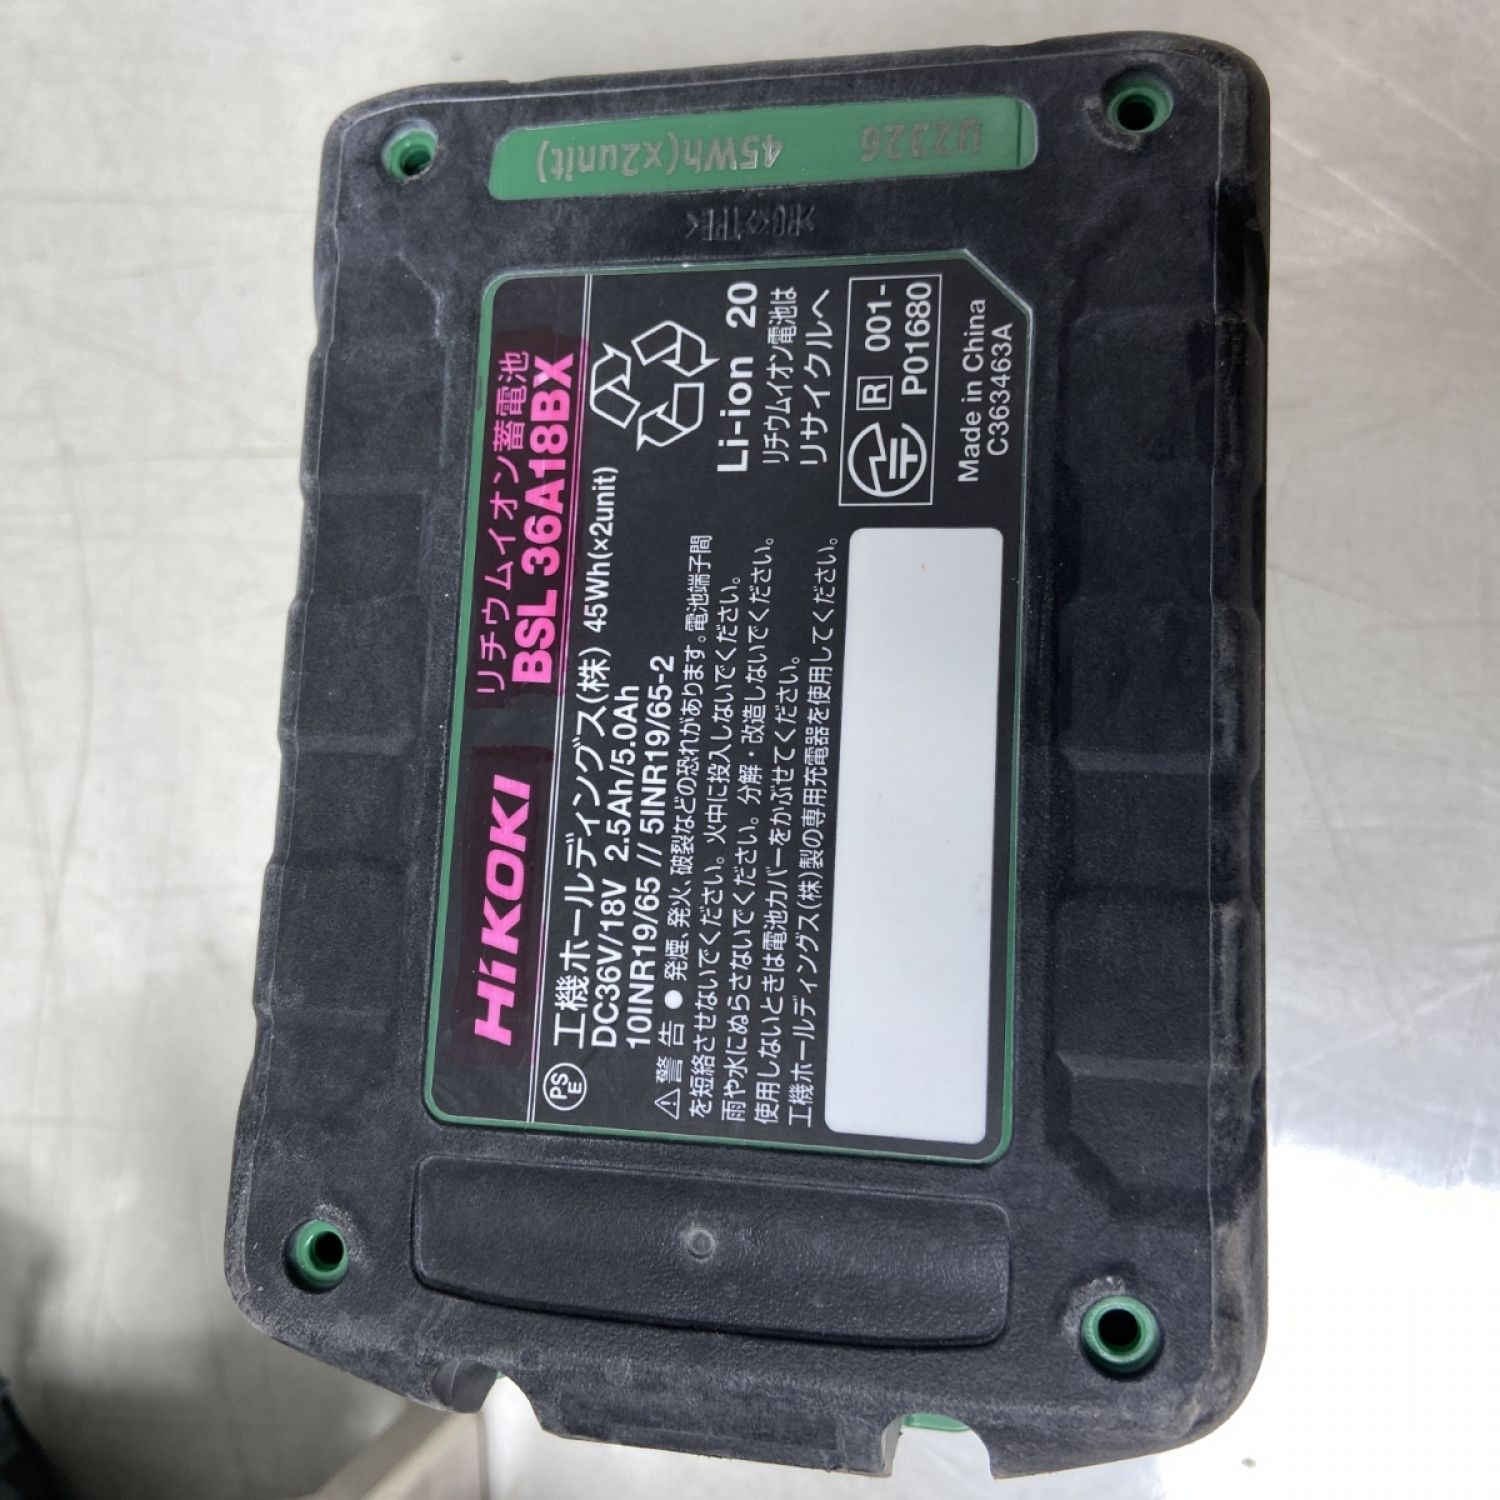 U2326 45Wh(x2unit)
HiKOKI
リチウムイオン蓄電池
BSL 36A18BX
PSE 工機ホールディングス(株) 45Wh(×2unit)
DC36V/18V 2.5Ah/5.0Ah
10INR19/65 // 5INR19/65-2
⚠警告 ● 発煙、発火、破裂などの恐れがあります。電池端子間
を短絡させないでください。火中に投入しないでください。
雨や水にぬらさないでください。分解・改造しないでください。
使用しないときは電池カバーをかぶせてください。
工機ホールディングス(株)製の専用充電器を使用してください。
Li-ion 20
リチウムイオン電池は
リサイクルへ
R 001-
P01680
Made in China
C363463A